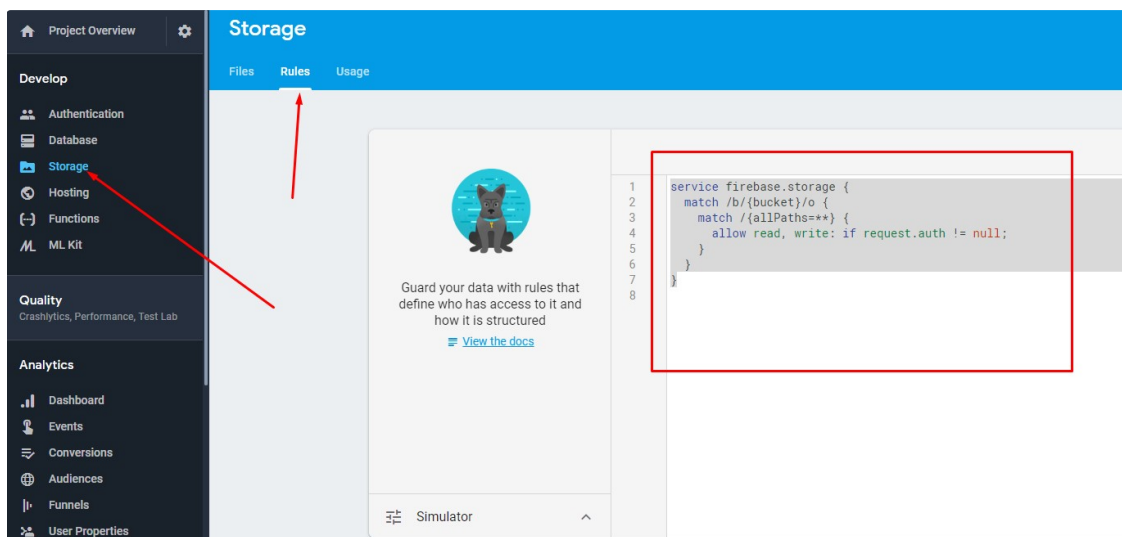 Project Overview
Develop
Authentication
Database
Storage
Hosting
Functions
ML Kit
Quality
Crashlytics, Performance, Test Lab
Analytics
Dashboard
Events
Conversions
Audiences
Funnels
User Properties
Storage
Files Rules Usage
Guard your data with rules that
define who has access to it and
how it is structured
View the docs
Simulator
1 service firebase.storage {
2 match /b/{bucket}/o {
3 match /{allPaths=**} {
4 allow read, write: if request.auth != null;
5 }
6 }
7 }
8